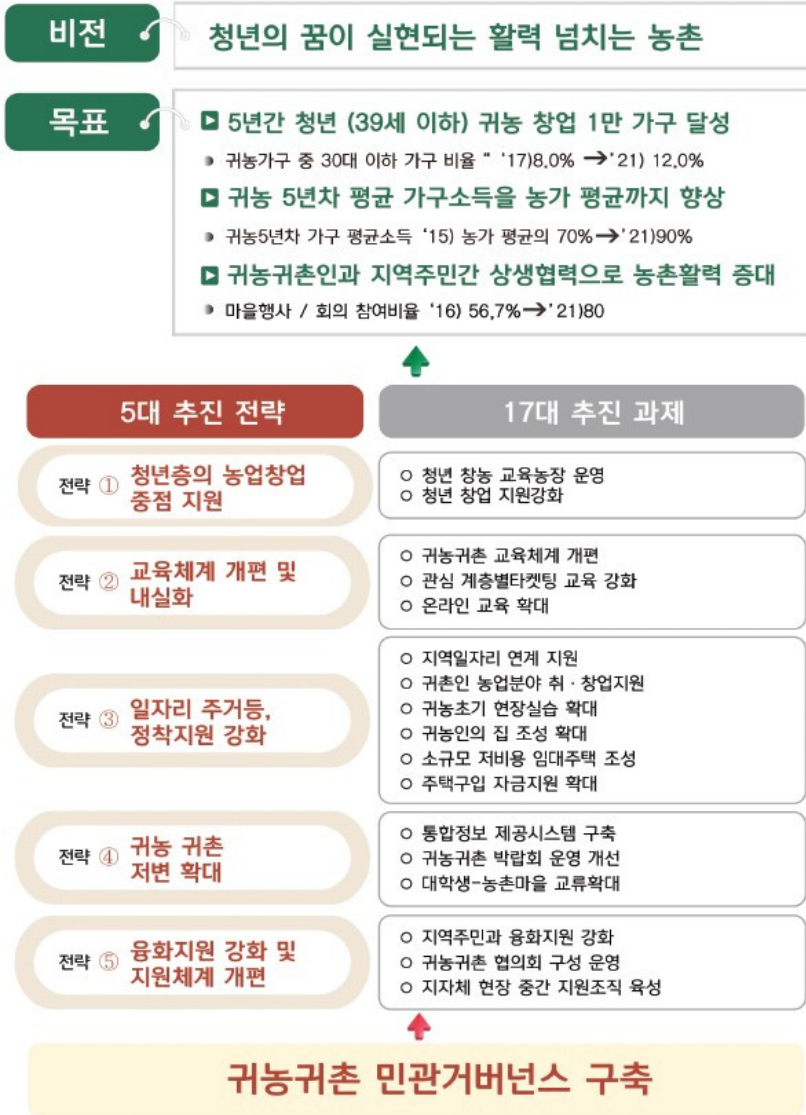 비전
청년의 꿈이 실현되는 활력 넘치는 농촌
목표
5년간 청년 (39세 이하) 귀농 창업 1만 가구 달성
귀농가구 중 30대 이하 가구 비율 “ ‘17)8.0% →’21) 12.0%
귀농 5년차 평균 가구소득을 농가 평균까지 향상
귀농5년차 가구 평균소득 ‘15) 농가 평균의 70%→’21)90%
귀농귀촌인과 지역주민간 상생협력으로 농촌활력 증대
마을행사 / 회의 참여비율 ‘16) 56.7%→’21)80
5대 추진 전략
17대 추진 과제
전략 ① 청년층의 농업창업
중점 지원
○ 청년 창농 교육농장 운영
○ 청년 창업 지원강화
전략 ② 교육체계 개편 및
내실화
○ 귀농귀촌 교육체계 개편
○ 관심 계층별타켓팅 교육 강화
○ 온라인 교육 확대
전략 ③ 일자리 주거등,
정착지원 강화
○ 지역일자리 연계 지원
○ 귀촌인 농업분야 취 · 창업지원
○ 귀농초기 현장실습 확대
○ 귀농인의 집 조성 확대
○ 소규모 저비용 임대주택 조성
○ 주택구입 자금지원 확대
전략 ④ 귀농 귀촌
저변 확대
○ 통합정보 제공시스템 구축
○ 귀농귀촌 박랍회 운영 개선
○ 대학생-농촌마을 교류확대
전략 ⑤ 융화지원 강화 및
지원체계 개편
○ 지역주민과 융화지원 강화
○ 귀농귀촌 협의회 구성 운영
○ 지자체 현장 중간 지원조직 육성
귀농귀촌 민관거버넌스 구축